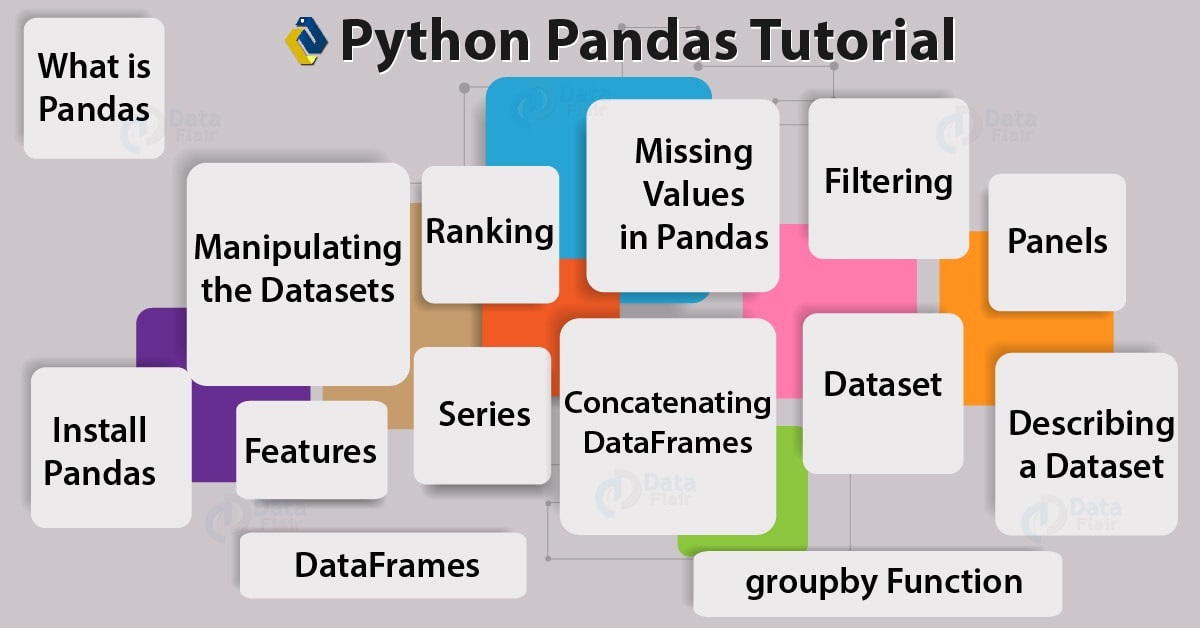 Python Pandas Tutorial
What is
Pandas
Data
Flair
Data
Flair
Data
Flair
Missing
Values
in Pandas
Filtering
Ranking
Panels
Manipulating
the Datasets
Install
Pandas
Features
Series
Concatenating
DataFrames
Dataset
Describing
a Dataset
Data
Flair
Data
Flair
Data
Flair
DataFrames
groupby Function